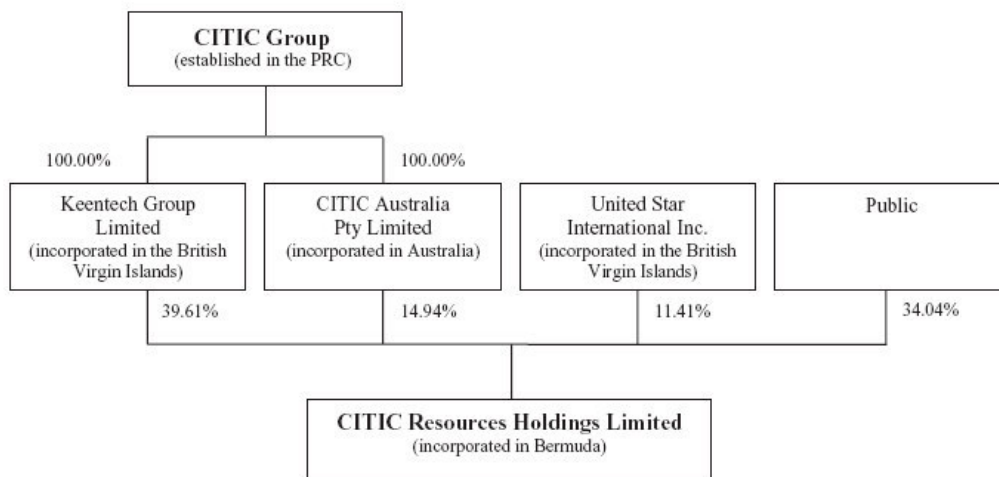 CITIC Group
(established in the PRC)
100.00%
100.00%
Keentech Group
Limited
(incorporated in the British
Virgin Islands)
CITIC Australia
Pty Limited
(incorporated in Australia)
United Star
International Inc.
(incorporated in the British
Virgin Islands)
Public
39.61%
14.94%
11.41%
34.04%
CITIC Resources Holdings Limited
(incorporated in Bermuda)